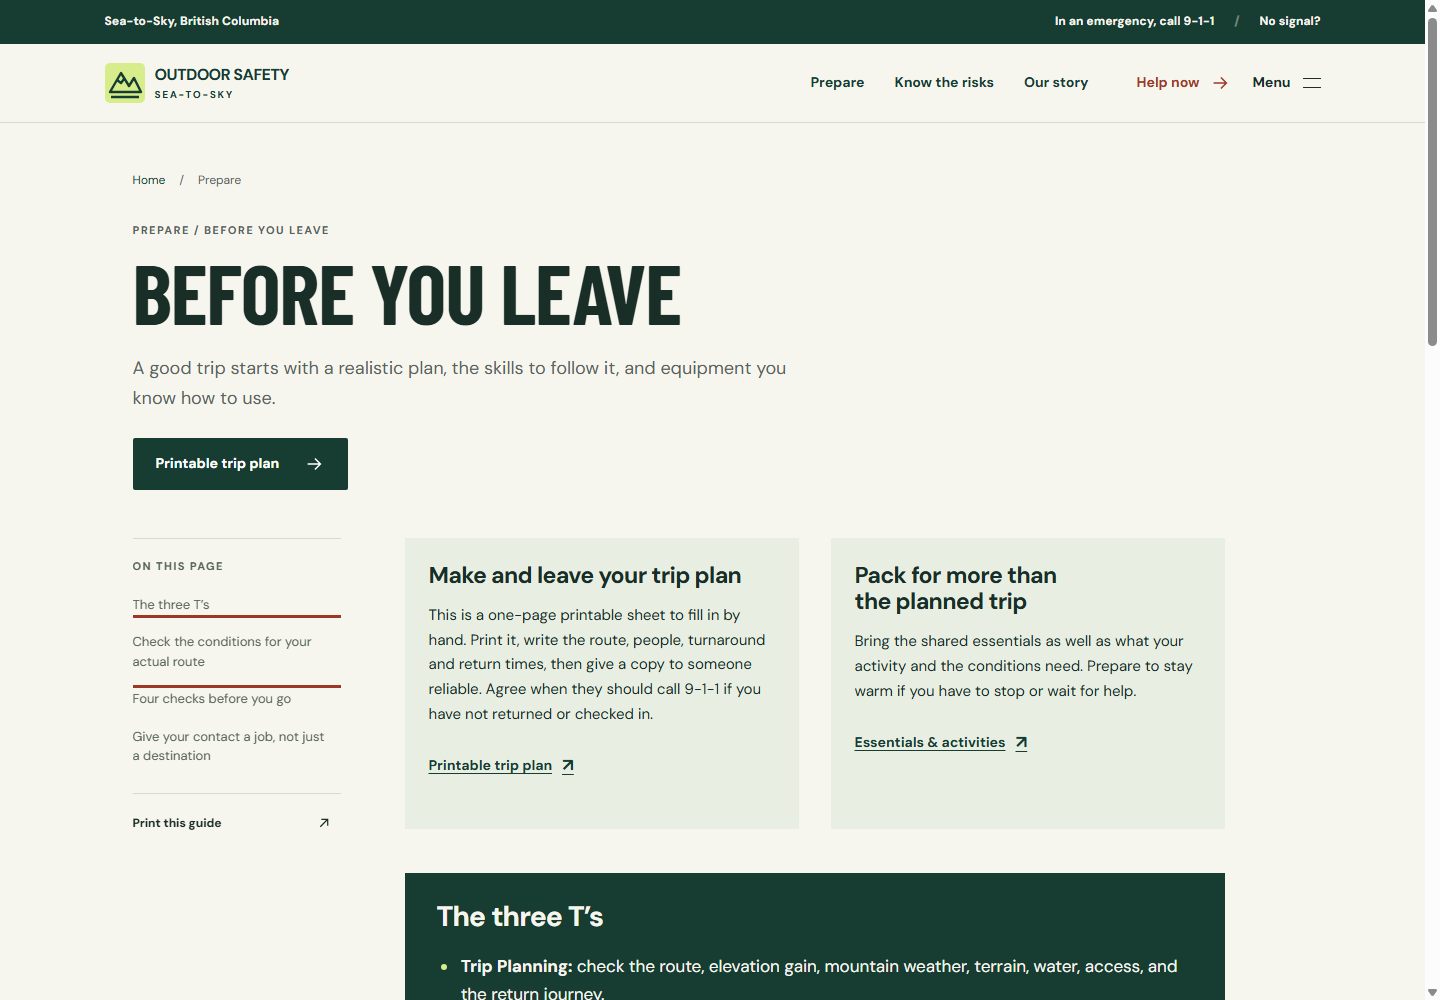 Sea-to-Sky, British Columbia
In an emergency, call 9-1-1 / No signal?
OUTDOOR SAFETY
SEA-TO-SKY
Prepare
Know the risks
Our story
Help now
Menu
Home / Prepare
PREPARE / BEFORE YOU LEAVE
BEFORE YOU LEAVE
A good trip starts with a realistic plan, the skills to follow it, and equipment you
know how to use.
Printable trip plan
ON THIS PAGE
The three T’s
Check the conditions for your
actual route
Four checks before you go
Give your contact a job, not just
a destination
Print this guide
Make and leave your trip plan
This is a one-page printable sheet to fill in by
hand. Print it, write the route, people, turnaround
and return times, then give a copy to someone
reliable. Agree when they should call 9-1-1 if you
have not returned or checked in.
Printable trip plan
Pack for more than
the planned trip
Bring the shared essentials as well as what your
activity and the conditions need. Prepare to stay
warm if you have to stop or wait for help.
Essentials & activities
The three T’s
Trip Planning: check the route, elevation gain, mountain weather, terrain, water, access, and
the return journey.